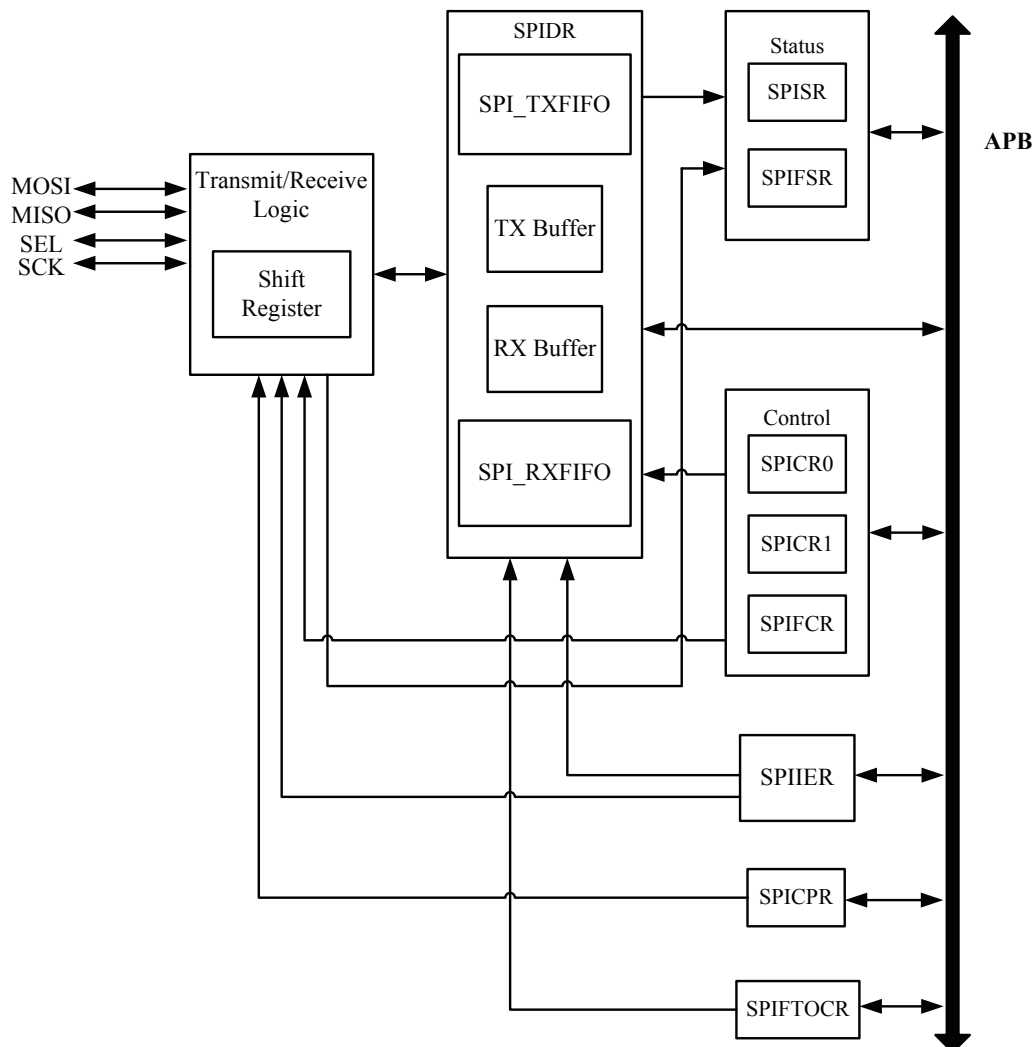 SPIDR
SPI_TXFIFO
TX Buffer
RX Buffer
SPI_RXFIFO
Status
SPISR
SPIFSR
APB
MOSI
MISO
SEL
SCK
Transmit/Receive
Logic
Shift
Register
Control
SPICR0
SPICR1
SPIFCR
SPIIER
SPICPR
SPIFTOCR